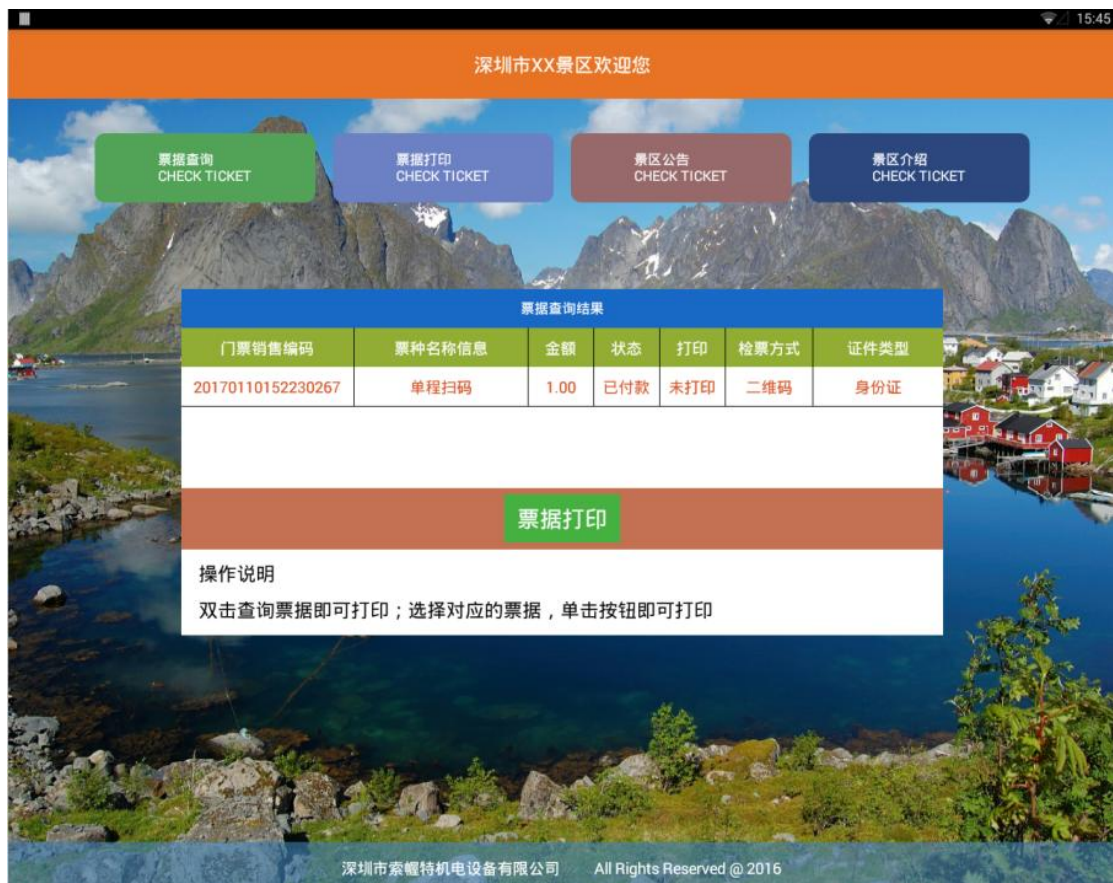 15:45
深圳市XX景区欢迎您
票据查询
CHECK TICKET
票据打印
CHECK TICKET
景区公告
CHECK TICKET
景区介绍
CHECK TICKET
票据查询结果
门票销售编码 票种名称信息 金额 状态 打印 检票方式 证件类型
20170110152230267 单程扫码 1.00 已付款 未打印 二维码 身份证
票据打印
操作说明
双击查询票据即可打印；选择对应的票据，单击按钮即可打印
深圳市索幄特机电设备有限公司 All Rights Reserved @ 2016